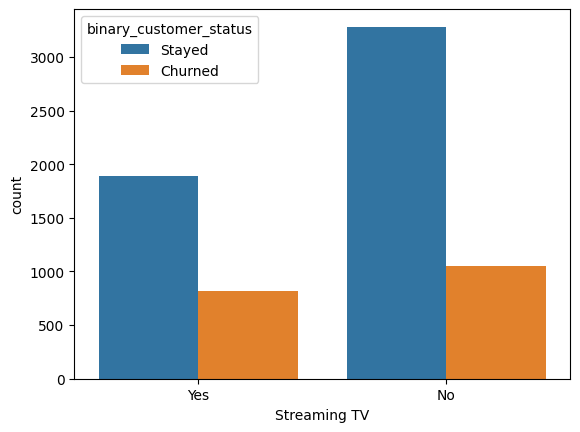 binary_customer_status
Stayed
Churned
3000
2500
2000
1500
1000
500
0
count
Yes
No
Streaming TV